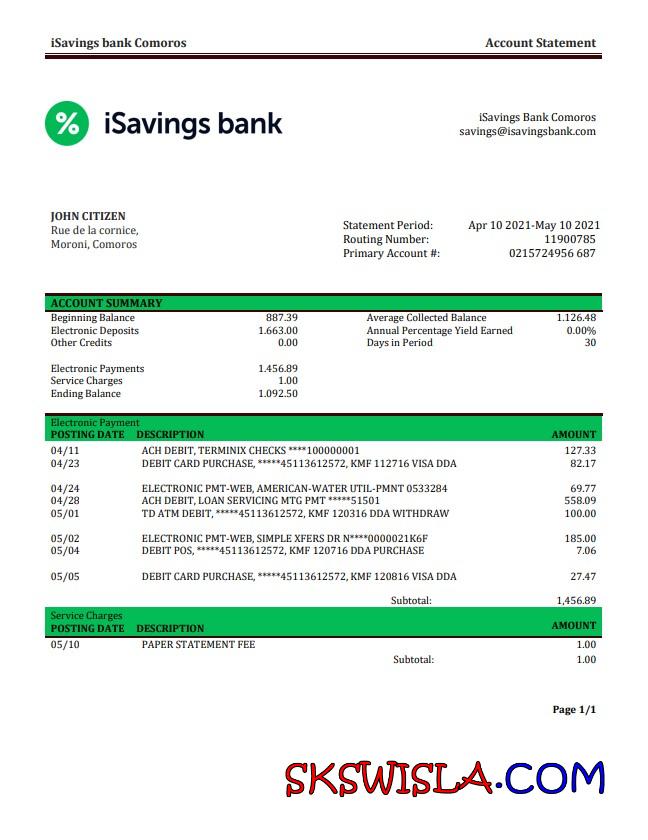 iSavings bank Comoros Account Statement
% iSavings bank
iSavings Bank Comoros
savings@isavingsbank.com
JOHN CITIZEN
Rue de la cornice,
Moroni, Comoros
Statement Period: Apr 10 2021-May 10 2021
Routing Number: 11900785
Primary Account #: 0215724956 687
ACCOUNT SUMMARY
Beginning Balance 887.39 Average Collected Balance 1.126.48
Electronic Deposits 1.663.00 Annual Percentage Yield Earned 0.00%
Other Credits 0.00 Days in Period 30
Electronic Payments 1.456.89
Service Charges 1.00
Ending Balance 1.092.50
Electronic Payment
POSTING DATE DESCRIPTION AMOUNT
04/11 ACH DEBIT, TERMINIX CHECKS ****100000001 127.33
04/23 DEBIT CARD PURCHASE, *****45113612572, KMF 112716 VISA DDA 82.17
04/24 ELECTRONIC PMT-WEB, AMERICAN-WATER UTIL-PMNT 0533284 69.77
04/28 ACH DEBIT, LOAN SERVICING MTG PMT *****51501 558.09
05/01 TD ATM DEBIT, *****45113612572, KMF 120316 DDA WITHDRAW 100.00
05/02 ELECTRONIC PMT-WEB, SIMPLE XFERS DR N****0000021K6F 185.00
05/04 DEBIT POS, *****45113612572, KMF 120716 DDA PURCHASE 7.06
05/05 DEBIT CARD PURCHASE, *****45113612572, KMF 120816 VISA DDA 27.47
Subtotal: 1,456.89
Service Charges
POSTING DATE DESCRIPTION AMOUNT
05/10 PAPER STATEMENT FEE 1.00
Subtotal: 1.00
Page 1/1
SKSWISLA.COM